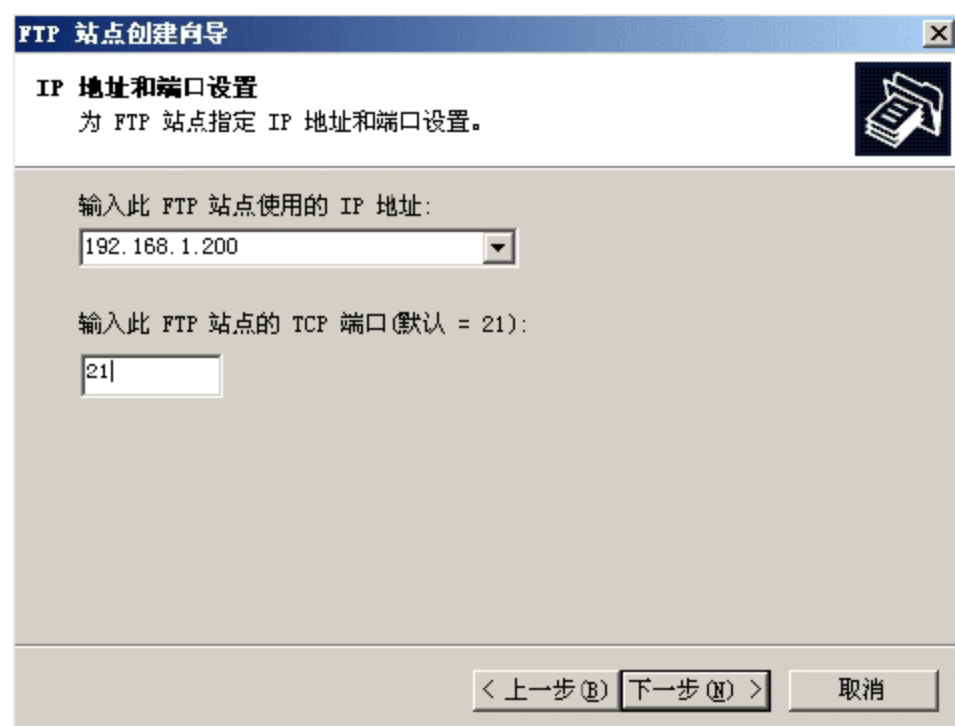 FTP 站点创建向导
IP 地址和端口设置
为 FTP 站点指定 IP 地址和端口设置。
输入此 FTP 站点使用的 IP 地址:
192.168.1.200
输入此 FTP 站点的 TCP 端口(默认 = 21):
21
< 上一步(B) 下一步(N) > 取消